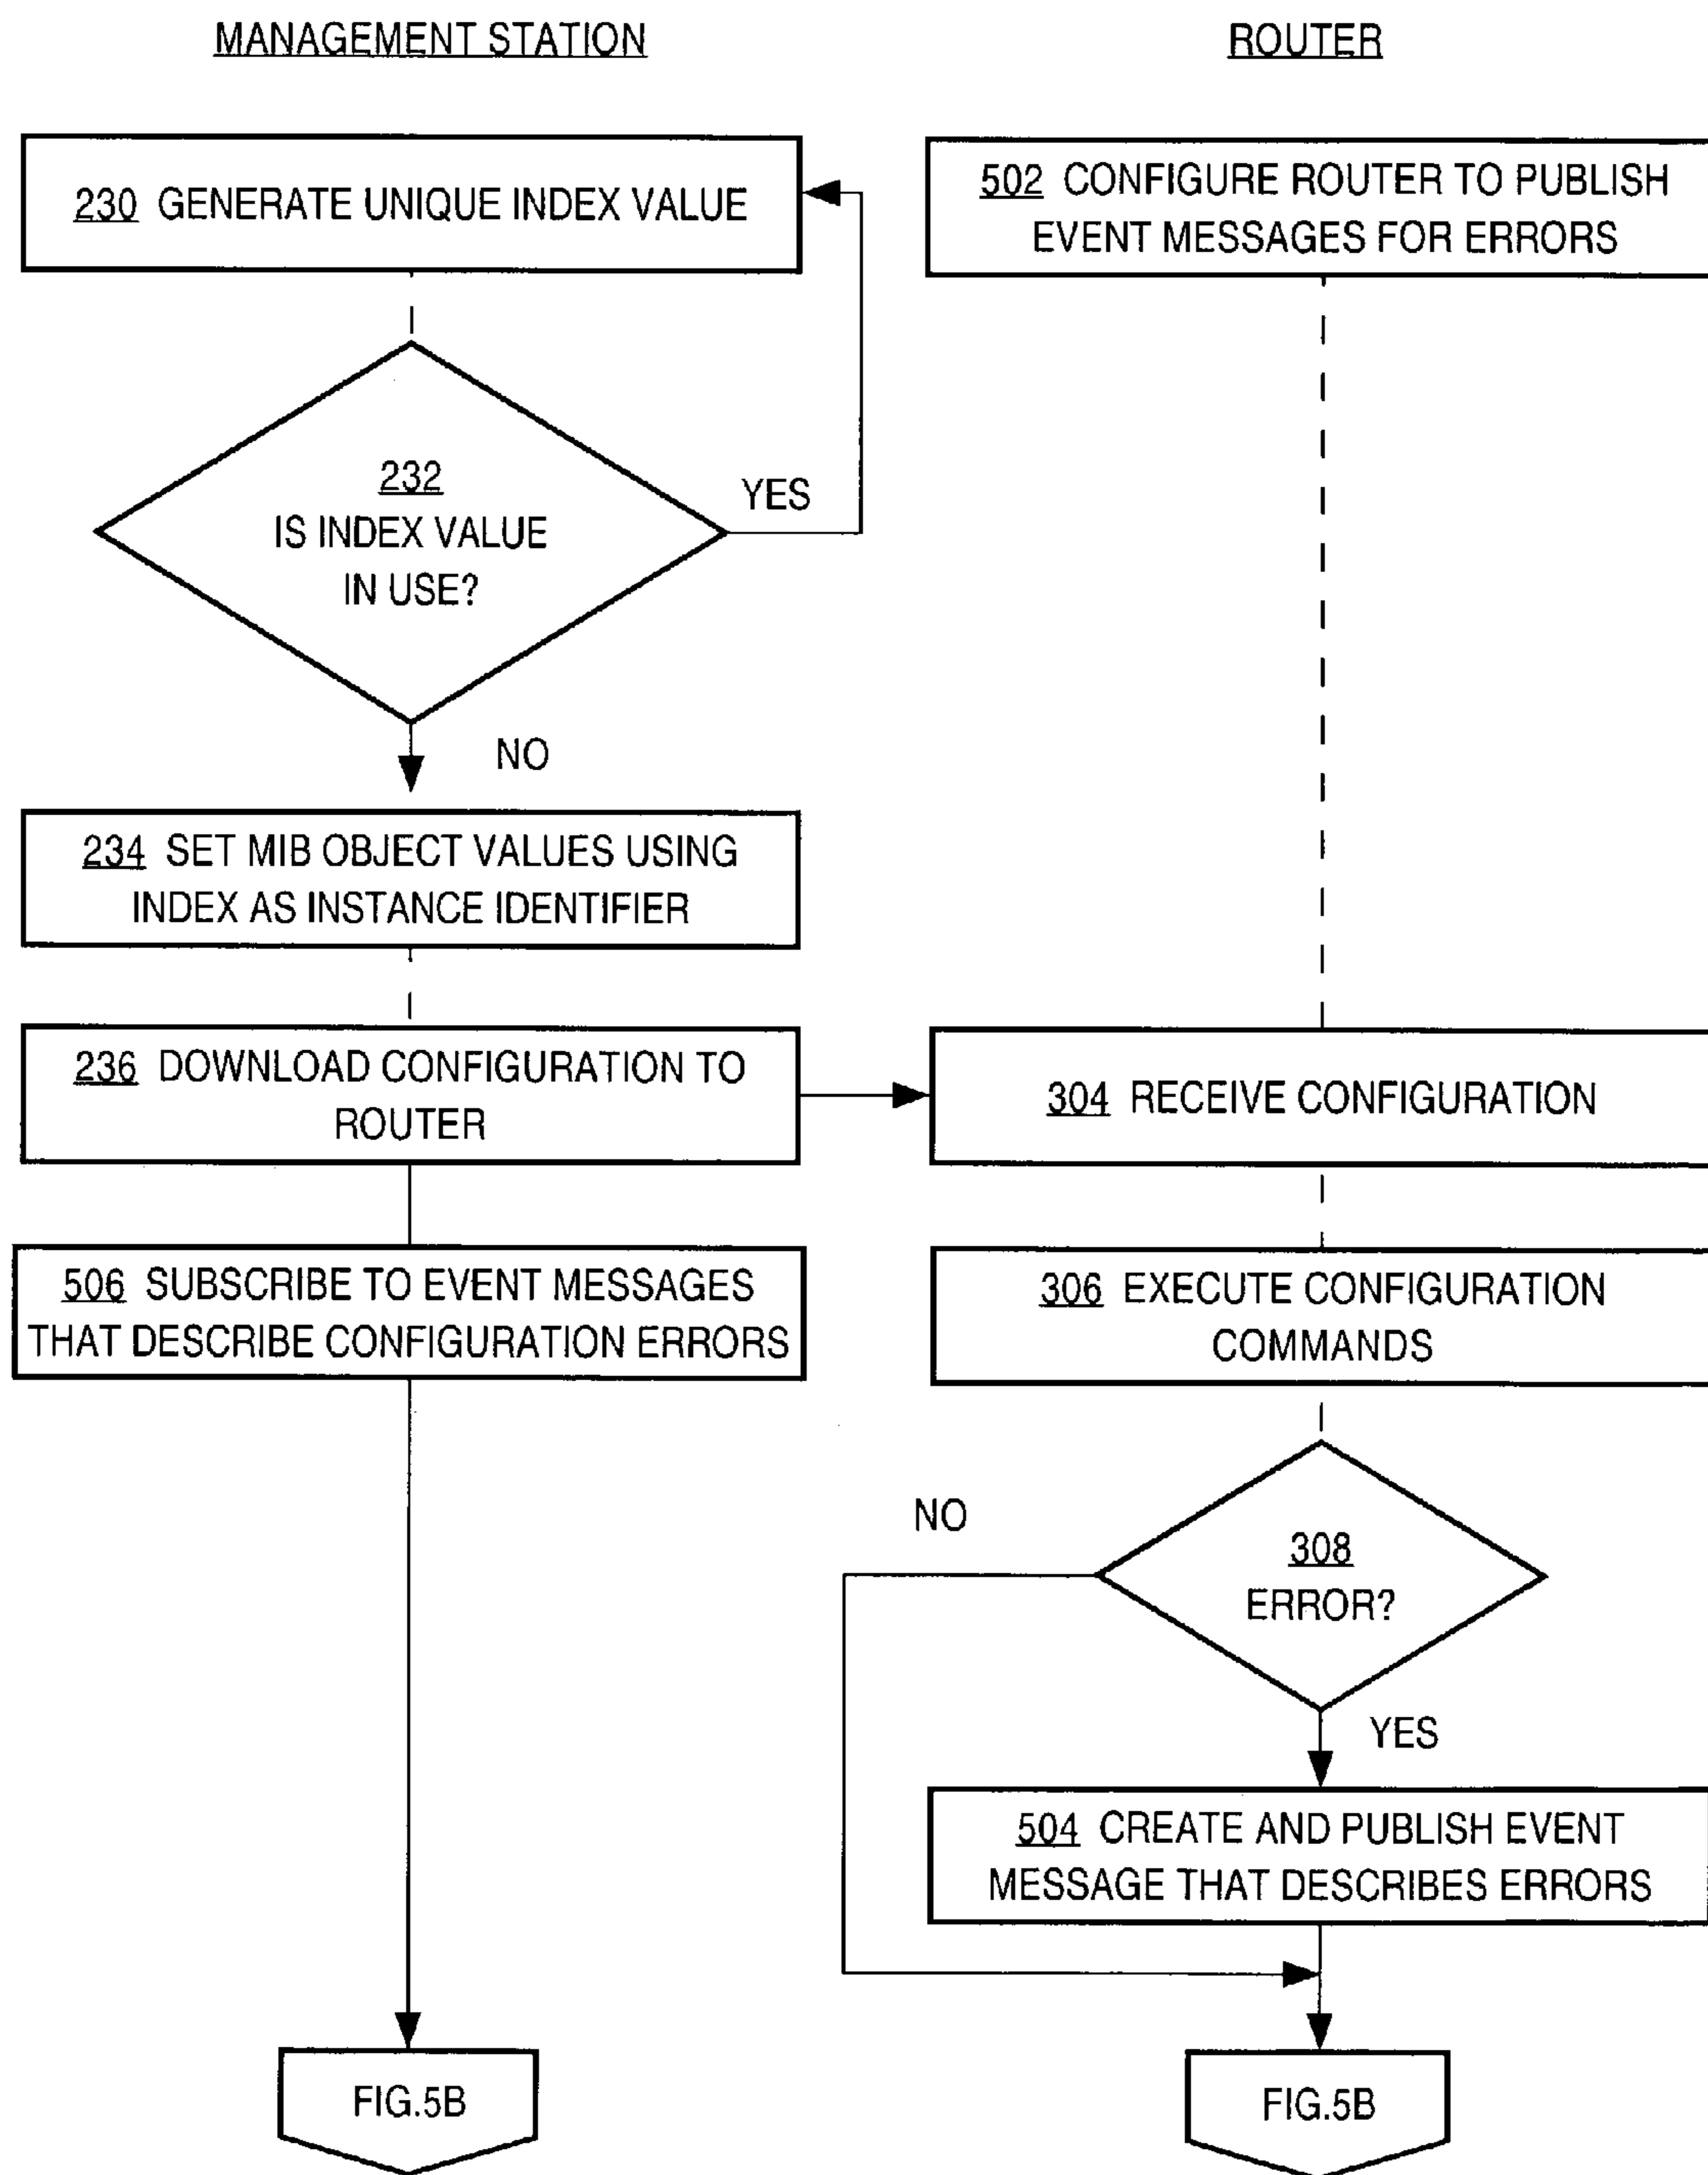 MANAGEMENT STATION
ROUTER
230 GENERATE UNIQUE INDEX VALUE
502 CONFIGURE ROUTER TO PUBLISH
EVENT MESSAGES FOR ERRORS
232
IS INDEX VALUE
IN USE?
YES
NO
234 SET MIB OBJECT VALUES USING
INDEX AS INSTANCE IDENTIFIER
236 DOWNLOAD CONFIGURATION TO
ROUTER
304 RECEIVE CONFIGURATION
506 SUBSCRIBE TO EVENT MESSAGES
THAT DESCRIBE CONFIGURATION ERRORS
306 EXECUTE CONFIGURATION
COMMANDS
NO
308
ERROR?
YES
504 CREATE AND PUBLISH EVENT
MESSAGE THAT DESCRIBES ERRORS
FIG.5B
FIG.5B